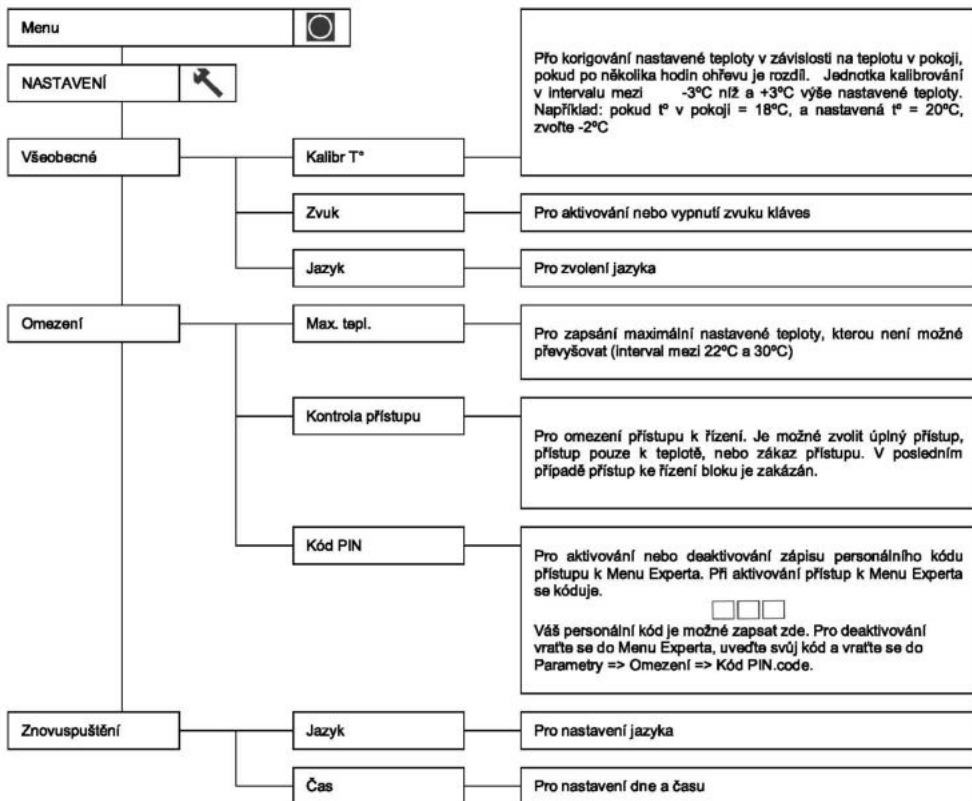 Menu
NASTAVENÍ
Přo korigování nastavené teploty v závislosti na teplotu v pokoji,
pokud po několika hodin ohřevu je rozdíl. Jednotka kalibrování
v intervalu mezi -3ºC níž a +3ºC výše nastavené teploty.
Například: pokud tº v pokoji = 18ºC, a nastavená tº = 20ºC,
zvoľte -2ºC
Všeobecné
Kalibr T°
Zvuk
Pro aktivování nebo vypnutí zvuku kláves
Jazyk
Pro zvolení jazyka
Omezení
Max. tepl.
Pro zapsání maximální nastavené teploty, kterou není možné
převyšovat (interval mezi 22ºC a 30ºC)
Kontrola přístupu
Pro omezení přístupu k řízení. Je možné zvolit úplný přístup,
přístup pouze k teplotě, nebo zákaz přístupu. V posledním
případě přístup ke řízení bloku je zakázán.
Kód PIN
Pro aktivování nebo deaktivování zápisu personálního kódu
přístupu k Menu Experta. Při aktivování přístup k Menu Experta
se kóduje.
Váš personální kód je možné zapsat zde. Pro deaktivování
vraťte se do Menu Experta, uveďte svůj kód a vraťte se do
Parametry => Omezení => Kód PIN.code.
Znovuspuštění
Jazyk
Pro nastavení jazyka
Čas
Pro nastavení dne a času